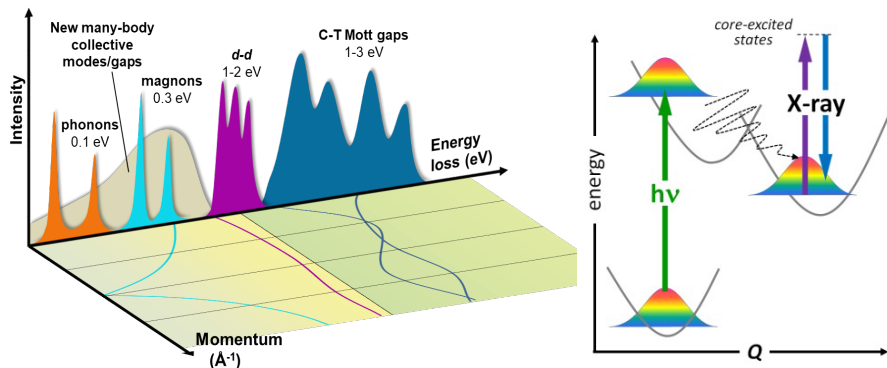 New many-body
collective
modes/gaps
phonons
0.1 eV
magnons
0.3 eV
d-d
1-2 eV
C-T Mott gaps
1-3 eV
Intensity
Energy
loss (eV)
Momentum
(Å-1)
core-excited
states
X-ray
hν
energy
Q